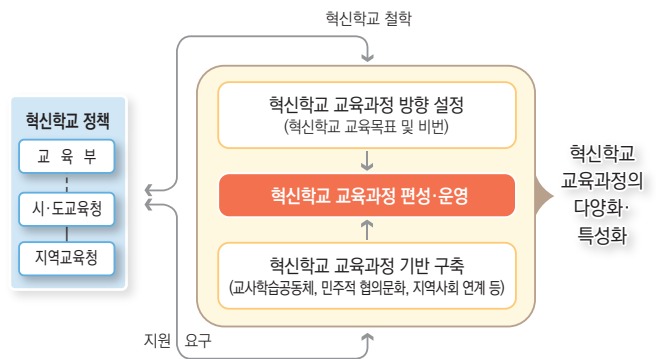 혁신학교 철학
혁신학교 정책
교 육 부
시·도교육청
지역교육청
혁신학교 교육과정 방향 설정
(혁신학교 교육목표 및 비번)
혁신학교 교육과정 편성·운영
혁신학교 교육과정 기반 구축
(교사학습공동체, 민주적 협의문화, 지역사회 연계 등)
혁신학교
교육과정의
다양화·
특성화
지원 요구